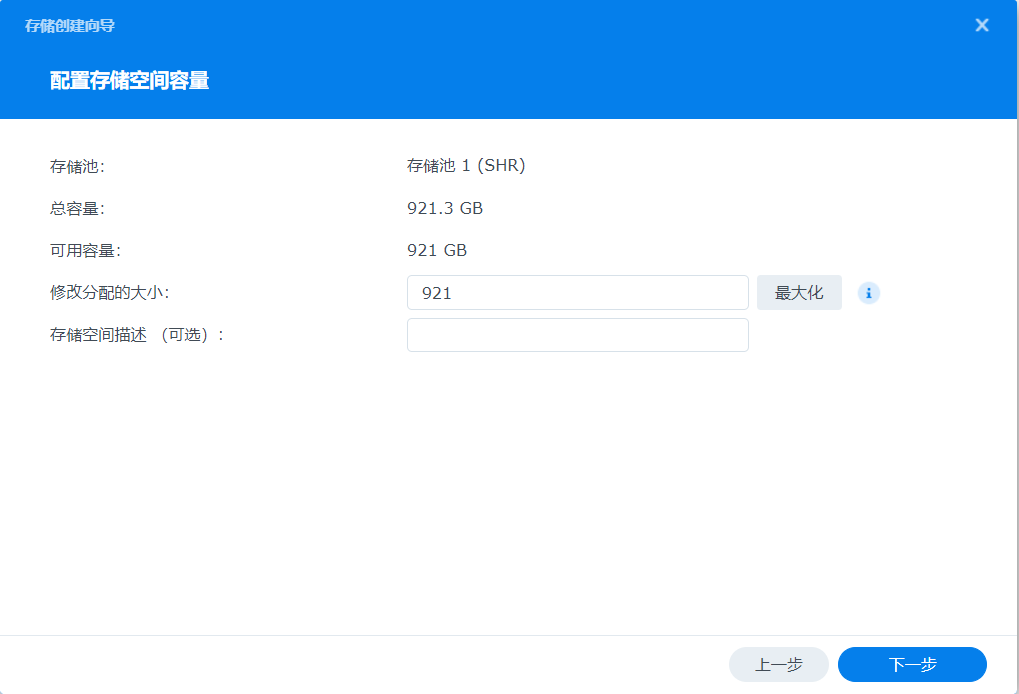 存储创建向导
配置存储空间容量
存储池: 存储池 1 (SHR)
总容量: 921.3 GB
可用容量: 921 GB
修改分配的大小: 921 最大化
存储空间描述 （可选）:
上一步 下一步